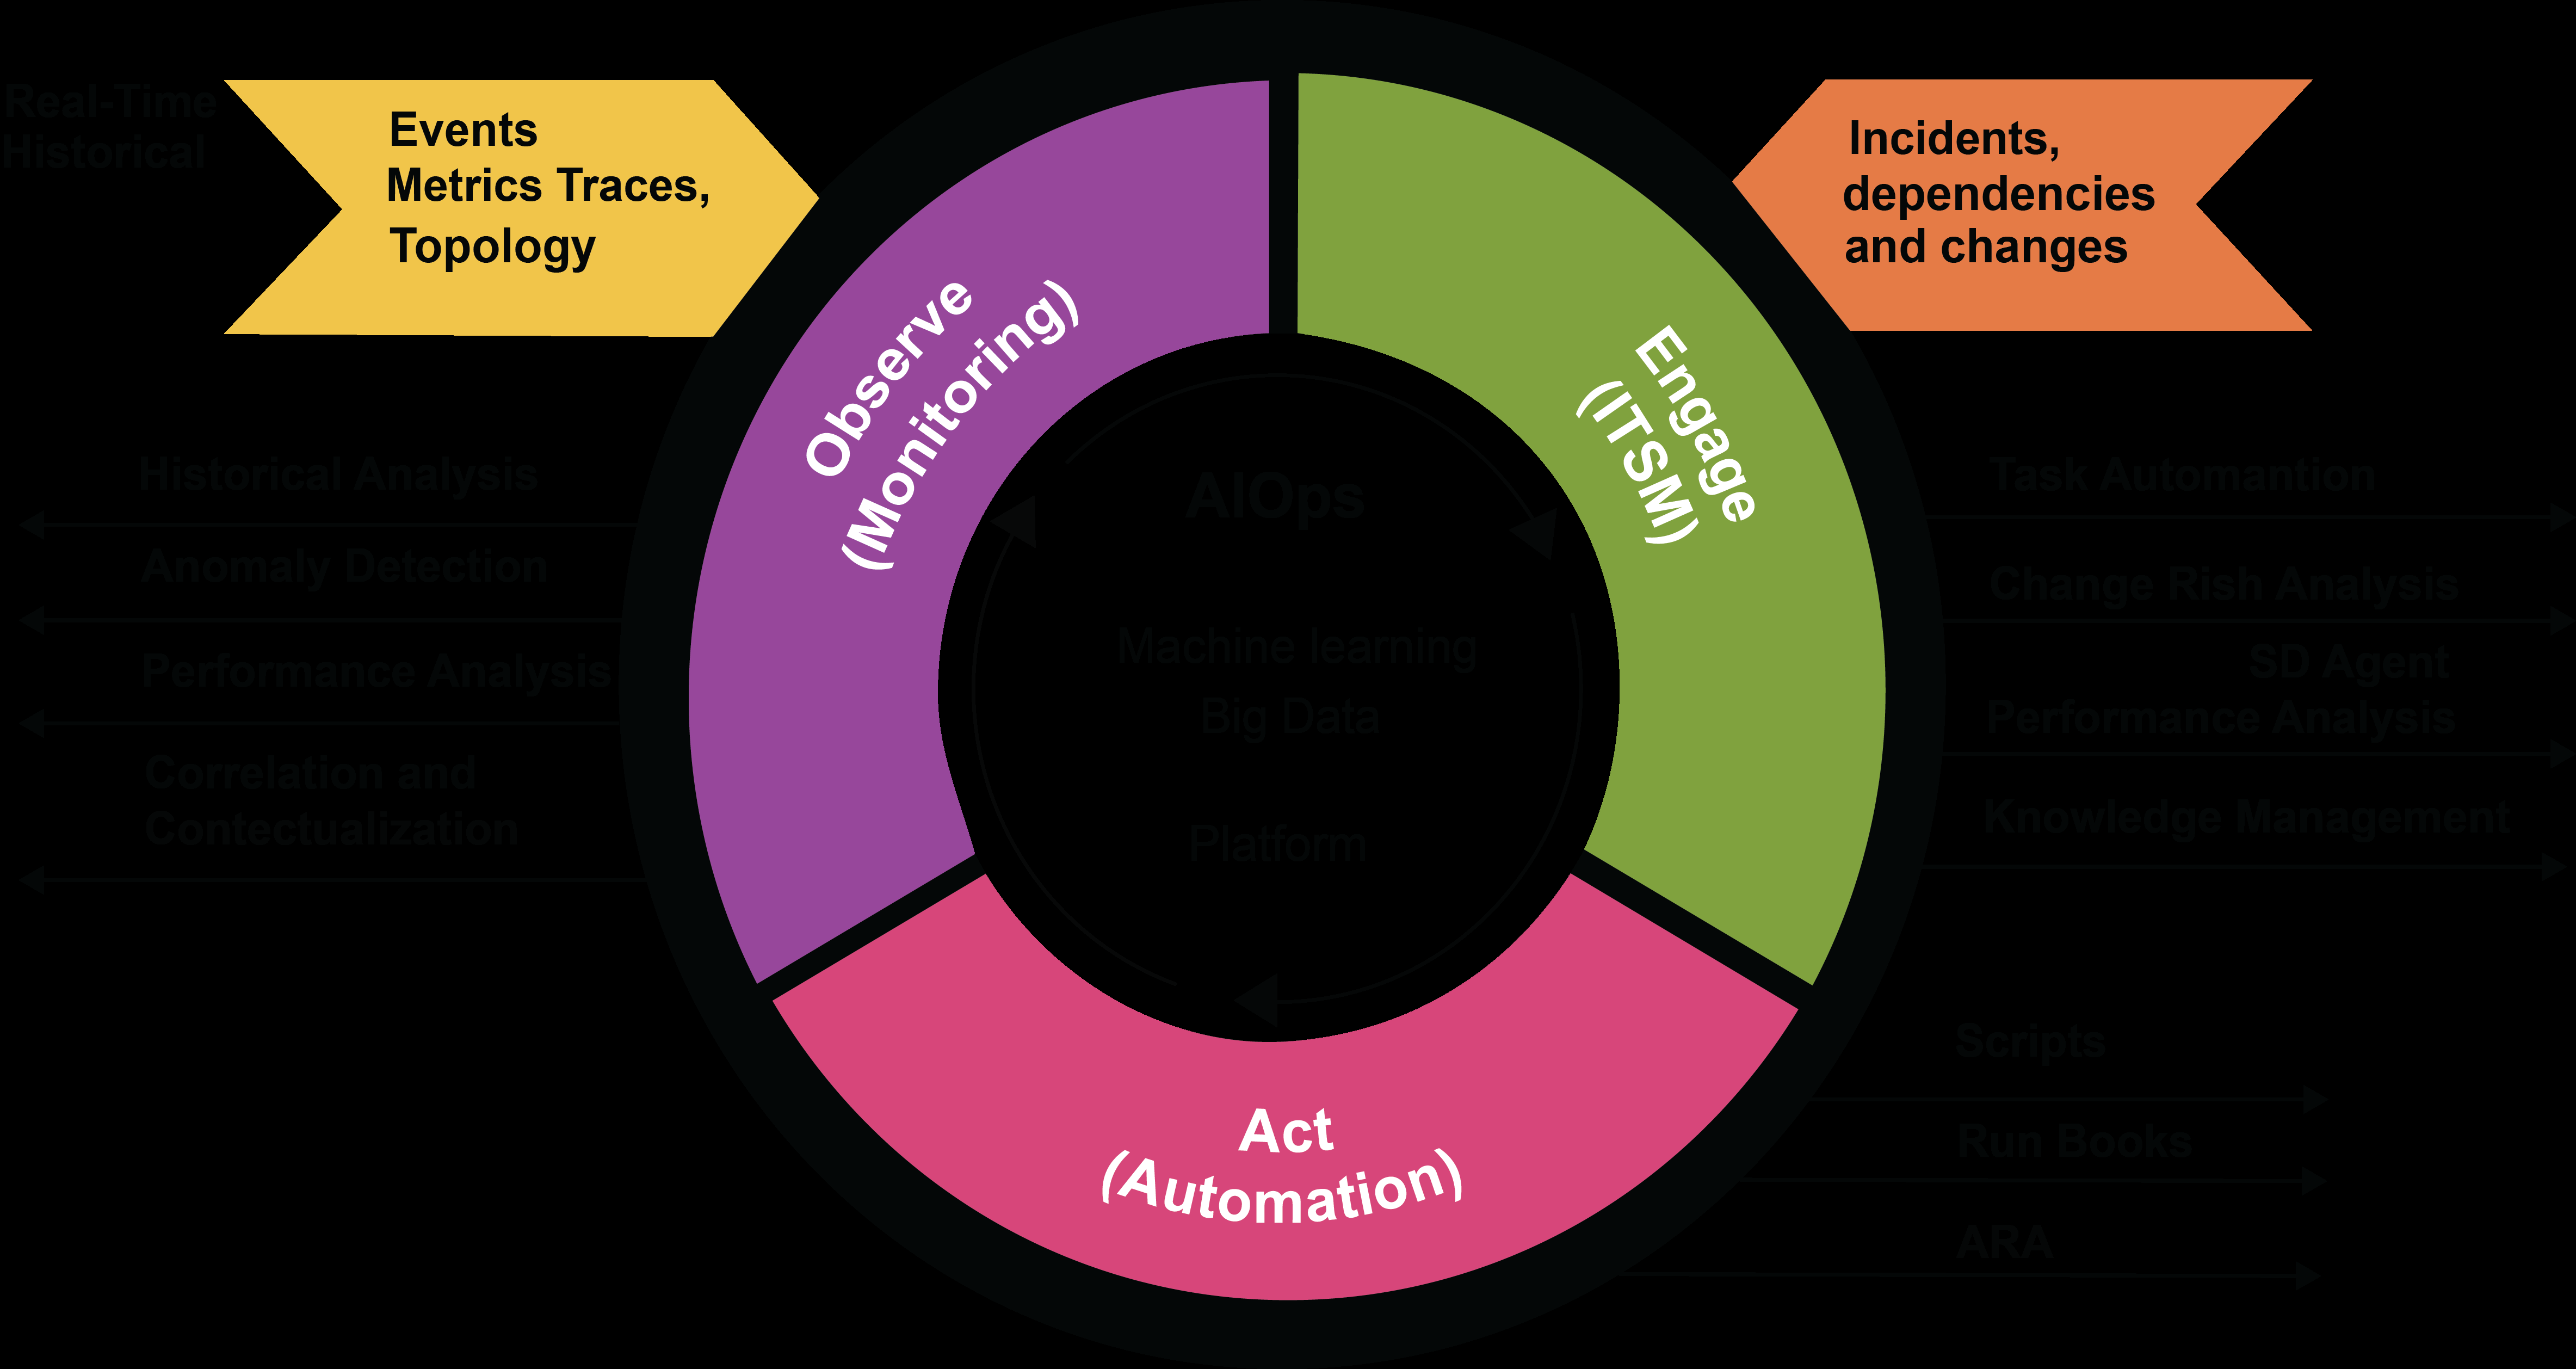 Real-Time
Historical
Events
Metrics Traces,
Topology
Incidents,
dependencies
and changes
Observe
(Monitoring)
Engage
(ITSM)
Historical Analysis
Anomaly Detection
Performance Analysis
Correlation and
Contectualization
AIOps
Machine learning
Big Data
Platform
Task Automantion
Change Rish Analysis
SD Agent
Performance Analysis
Knowledge Management
Act
(Automation)
Scripts
Run Books
ARA